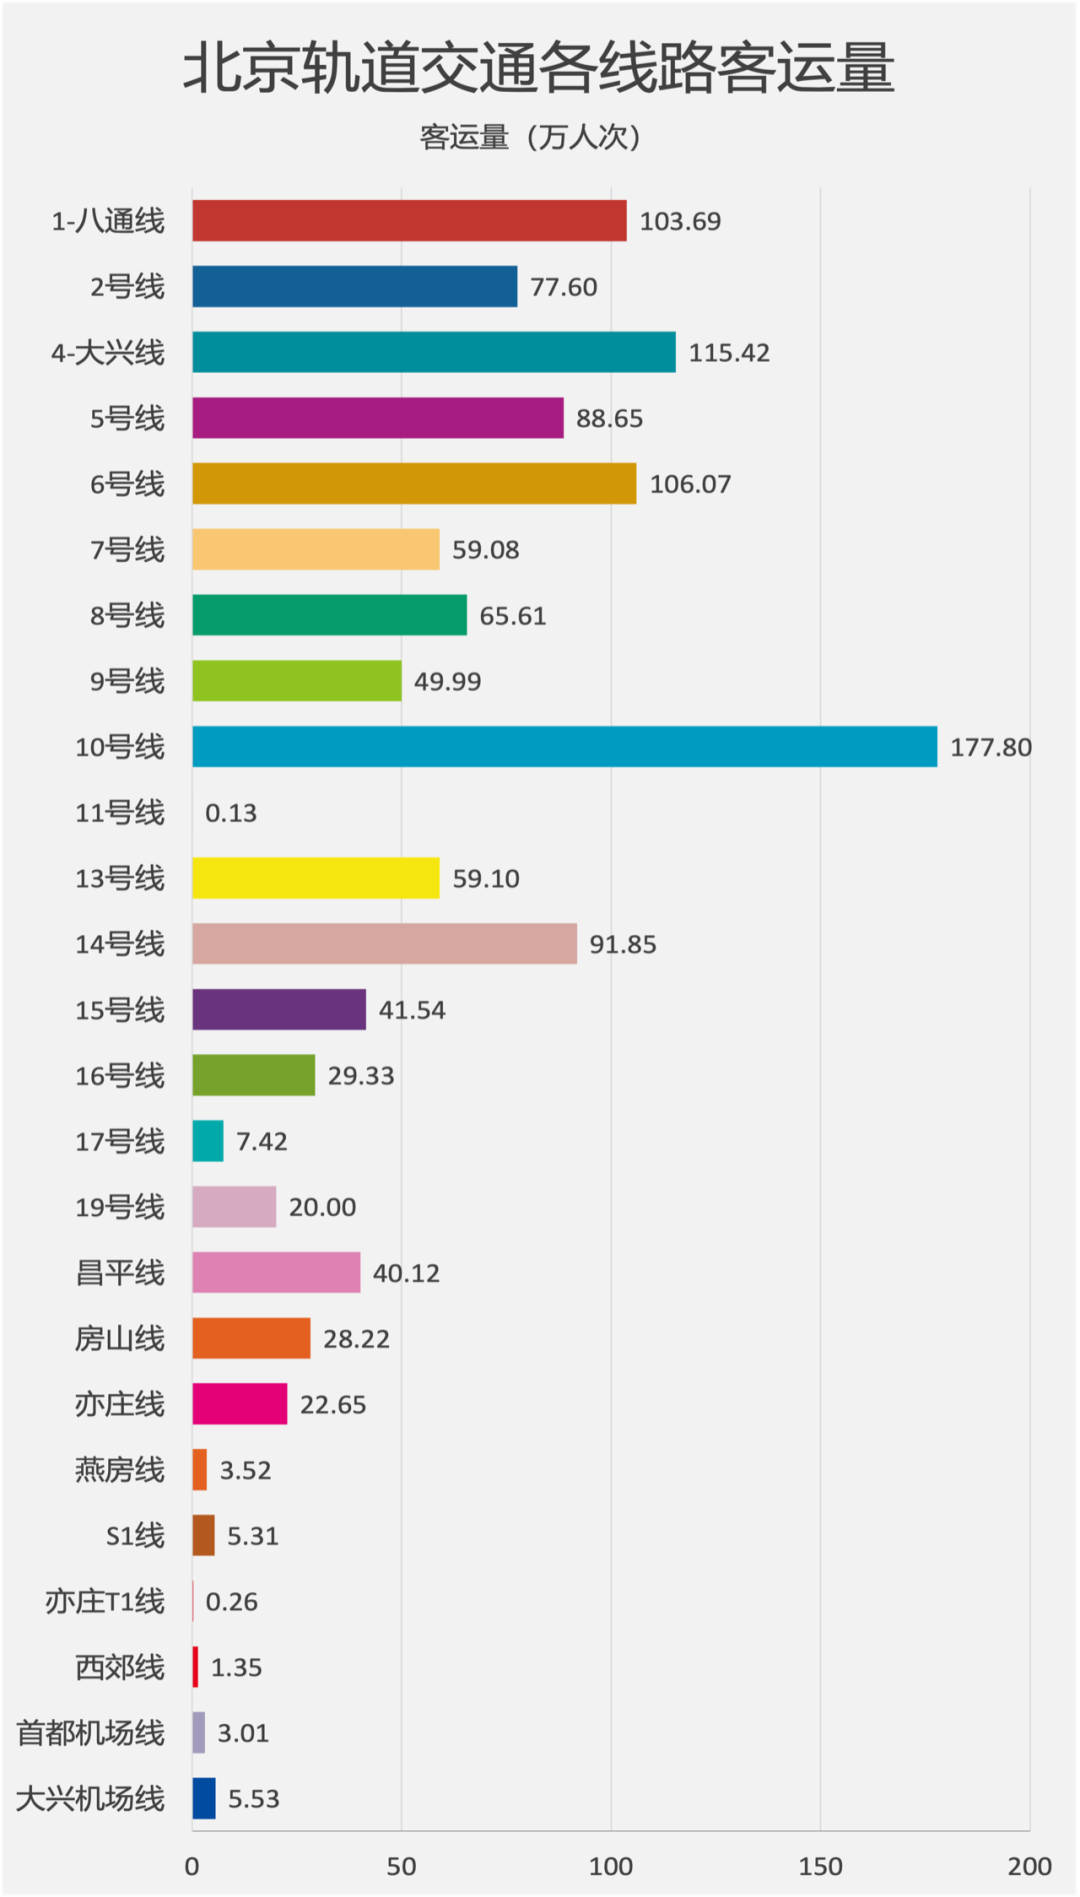 北京轨道交通各线路客运量
客运量（万人次）
1-八通线 103.69
2号线 77.60
4-大兴线 115.42
5号线 88.65
6号线 106.07
7号线 59.08
8号线 65.61
9号线 49.99
10号线 177.80
11号线 0.13
13号线 59.10
14号线 91.85
15号线 41.54
16号线 29.33
17号线 7.42
19号线 20.00
昌平线 40.12
房山线 28.22
亦庄线 22.65
燕房线 3.52
S1线 5.31
亦庄T1线 0.26
西郊线 1.35
首都机场线 3.01
大兴机场线 5.53
0 50 100 150 200